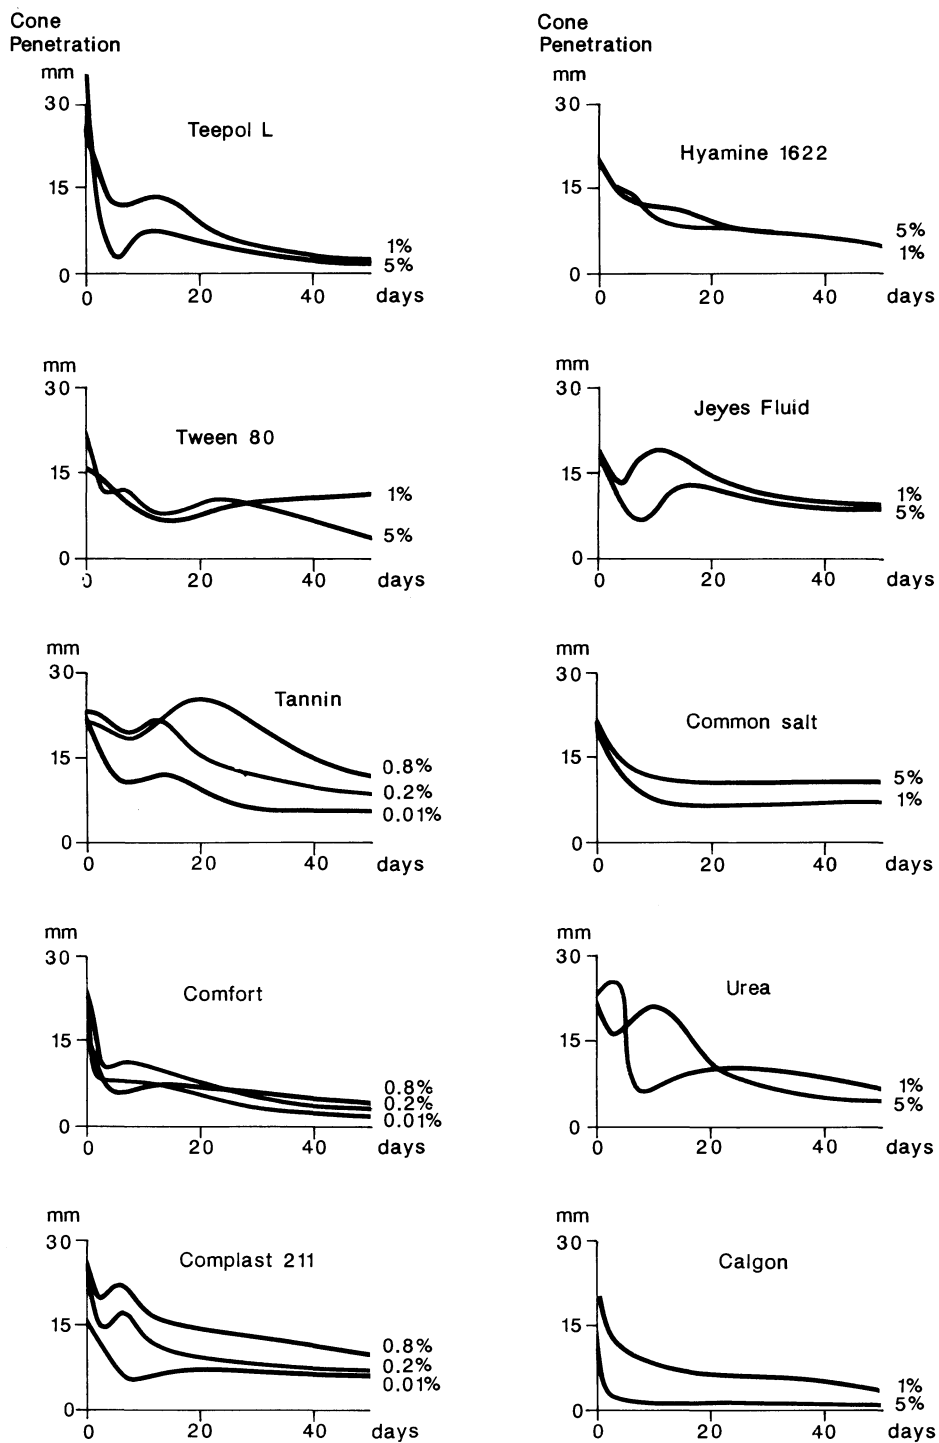 Cone
Penetration
mm
30
15
0
Teepol L
1%
5%
0
20
40
days
Cone
Penetration
mm
30
15
0
Hyamine 1622
5%
1%
0
20
40
days
mm
30
15
0
Tween 80
1%
5%
0
20
40
days
mm
30
15
0
Jeyes Fluid
1%
5%
0
20
40
days
mm
30
15
0
Tannin
0.8%
0.2%
0.01%
0
20
40
days
mm
30
15
0
Common salt
5%
1%
0
20
40
days
mm
30
15
0
Comfort
0.8%
0.2%
0.01%
0
20
40
days
mm
30
15
0
Urea
1%
5%
0
20
40
days
mm
30
15
0
Complast 211
0.8%
0.2%
0.01%
0
20
40
days
mm
30
15
0
Calgon
1%
5%
0
20
40
days